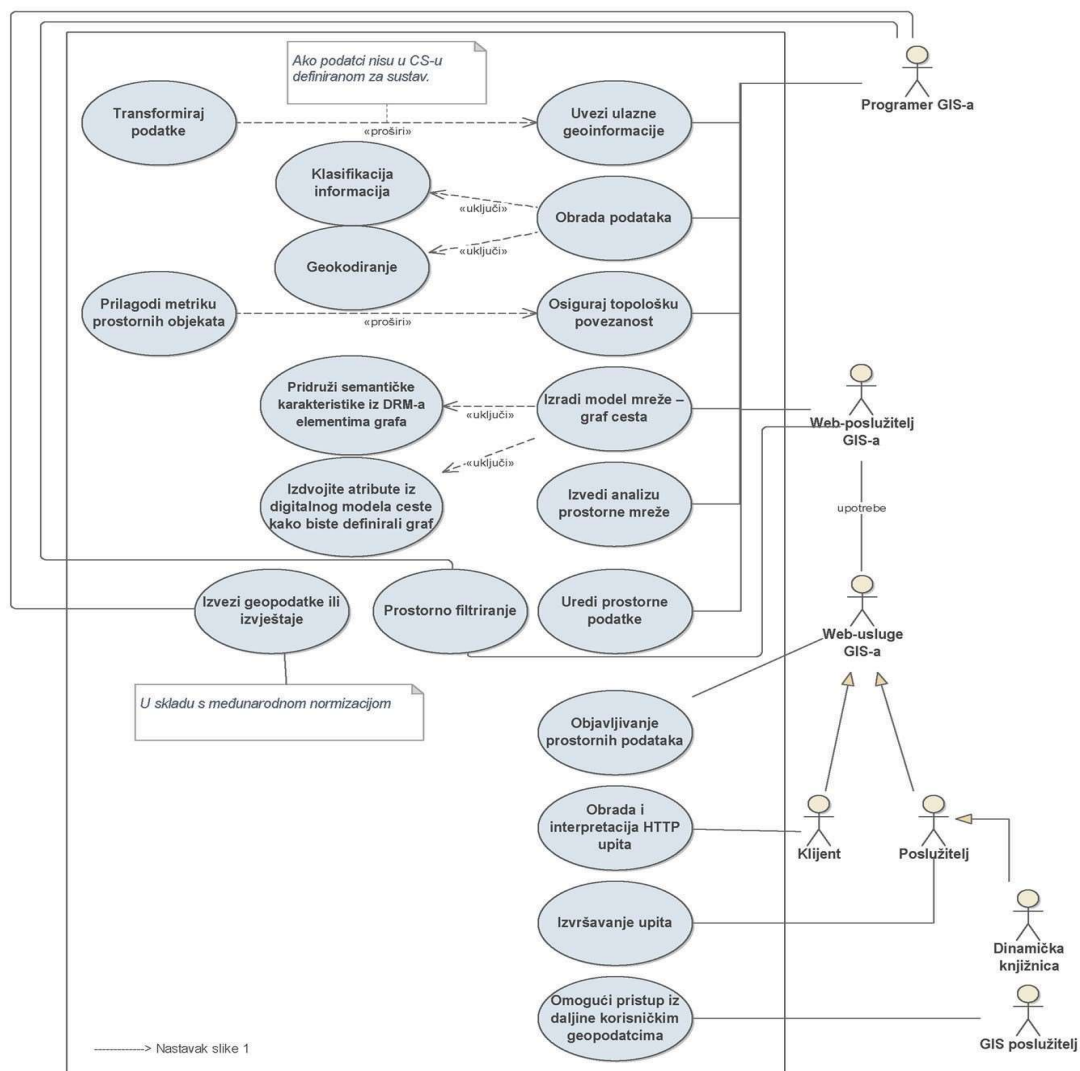 Ako podatci nisu u CS-u
definiranom za sustav.
Programer GIS-a
Transformiraj
podatke
«proširi»
Uvezi ulazne
geoinformacije
Klasifikacija
informacija
«uključi»
Obrada podataka
«uključi»
Geokodiranje
Prilagodi metriku
prostornih objekata
«proširi»
Osiguraj topološku
povezanost
Pridruži semantičke
karakteristike iz DRM-a
elementima grafa
«uključi»
Izradi model mreže –
graf cesta
Web-poslužitelj
GIS-a
«uključi»
Izdvojite atribute iz
digitalnog modela ceste
kako biste definirali graf
Izvedi analizu
prostorne mreže
upotrebe
Izvezi geopodatke ili
izvještaje
Prostorno filtriranje
Uredi prostorne
podatke
Web-usluge
GIS-a
U skladu s međunarodnom normizacijom
Objavljivanje
prostornih podataka
Obrada i
interpretacija HTTP
upita
Klijent
Poslužitelj
Izvršavanje upita
Dinamička
knjižnica
Omogući pristup iz
daljine korisničkim
geopodatcima
GIS poslužitelj
-------------> Nastavak slike 1